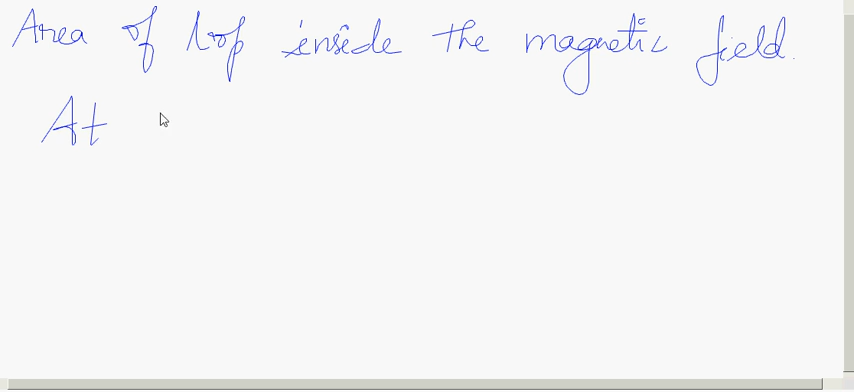 Area of loop inside the magnetic field.
At